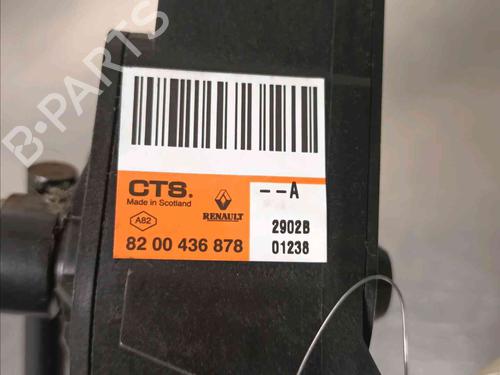 B-PARTS
CTS.
Made in Scotland
A82
RENAULT
82 00 436 878
--A
2902B
01238